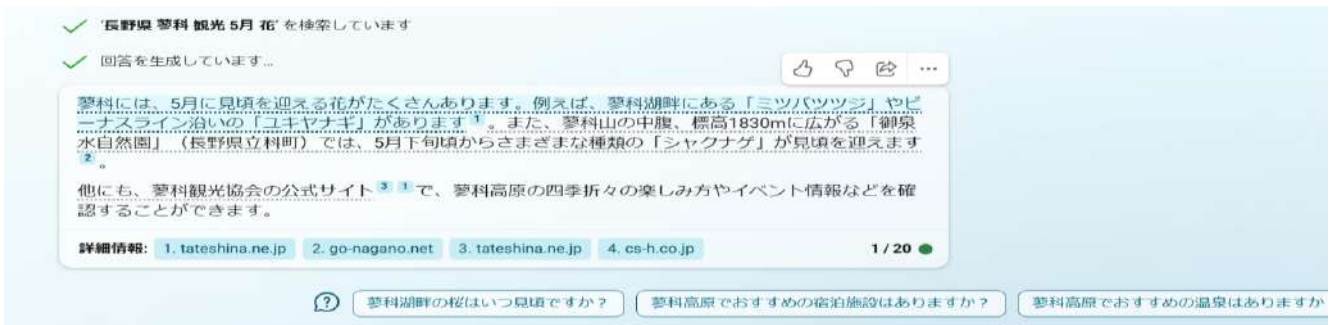 '長野県 蓼科 観光 5月 花' を検索しています
回答を生成しています...
蓼科には、5月に見頃を迎える花がたくさんあります。例えば、蓼科湖畔にある「ミツバツツジ」やビ
ーナスライン沿いの「ユキヤナギ」があります 1 。また、蓼科山の中腹、標高1830mに広がる「御泉
水自然園」（長野県立科町）では、5月下旬頃からさまざまな種類の「シャクナゲ」が見頃を迎えます
2 。
他にも、蓼科観光協会の公式サイト 3 1 で、蓼科高原の四季折々の楽しみ方やイベント情報などを確
認することができます。
詳細情報: 1. tateshina.ne.jp 2. go-nagano.net 3. tateshina.ne.jp 4. cs-h.co.jp 1 / 20
蓼科湖畔の桜はいつ見頃ですか？ 蓼科高原でおすすめの宿泊施設はありますか？ 蓼科高原でおすすめの温泉はありますか